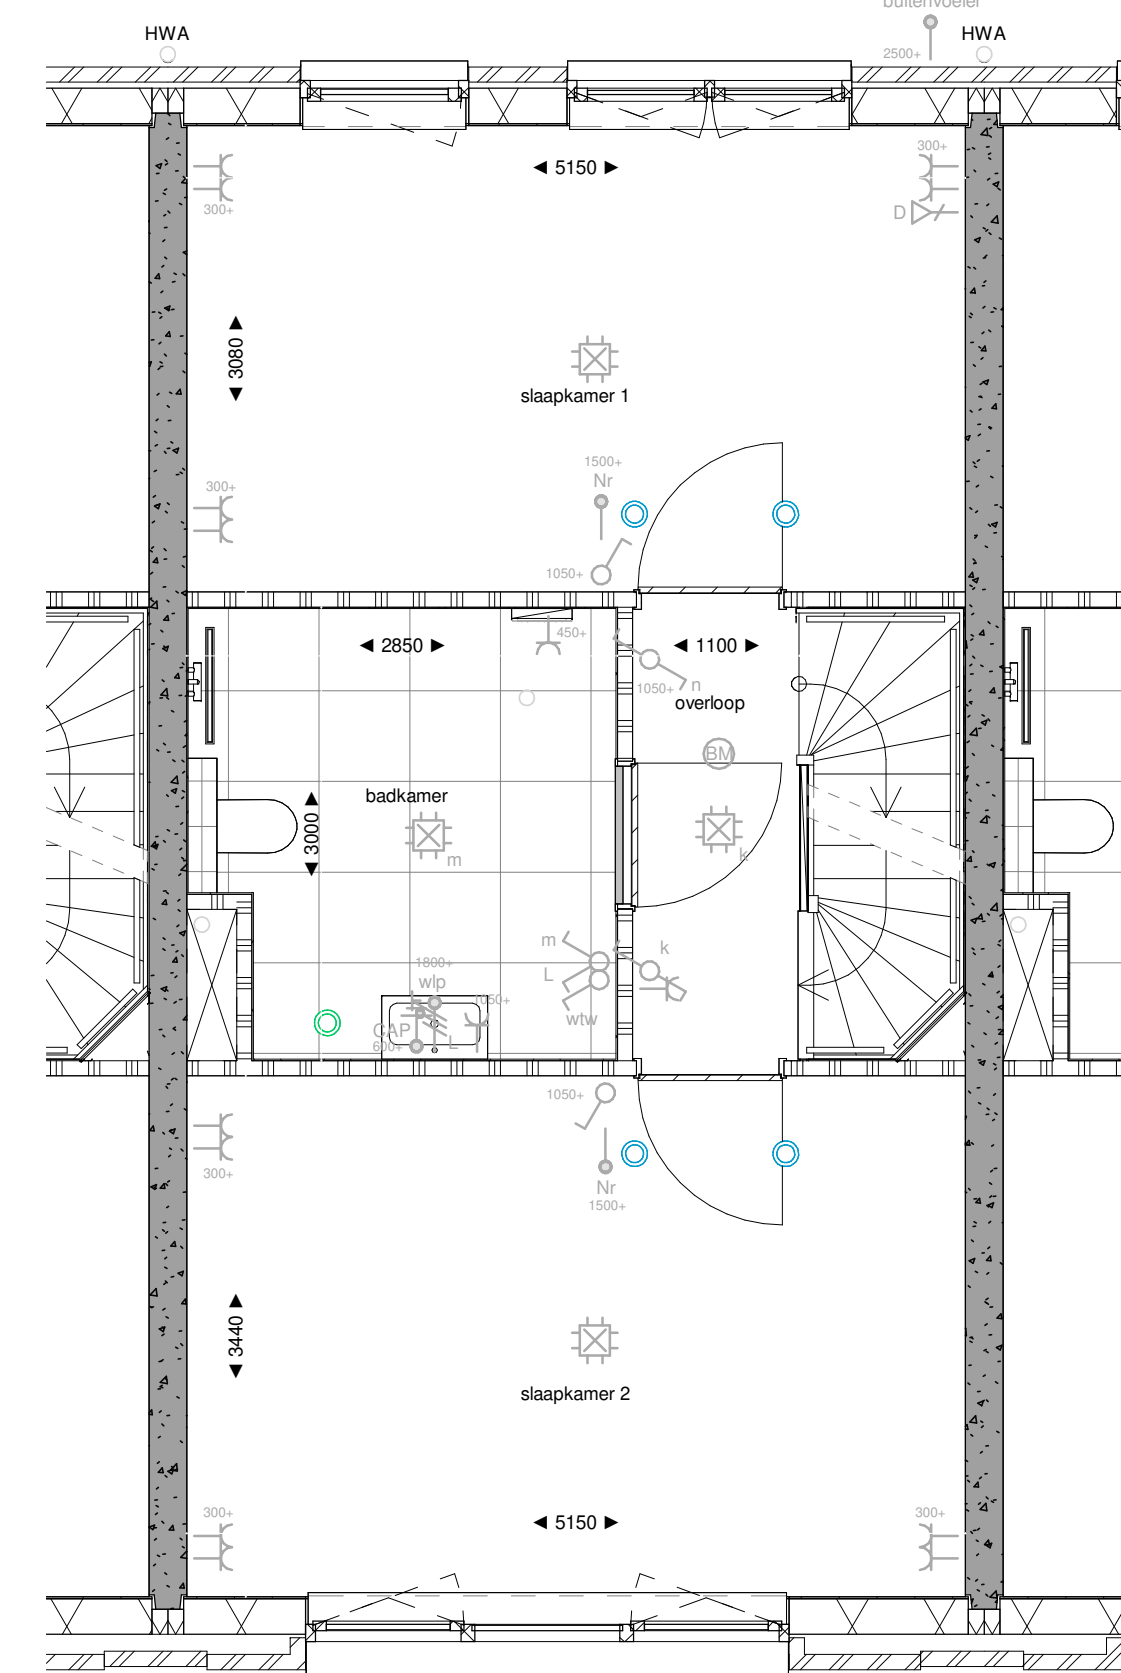 buitenvoeler
HWA
HWA
2500+
300+
300+
5150
D
300+
3080
slaapkamer 1
1500+
Nr
300+
1050+
450+
2850
1100
1050+
n
overloop
BM
badkamer
3000
m
k
m
k
L
1800+
wlp
1050+
wtw
CAP
L
600+
1050+
300+
Nr
1500+
3440
slaapkamer 2
300+
5150
300+